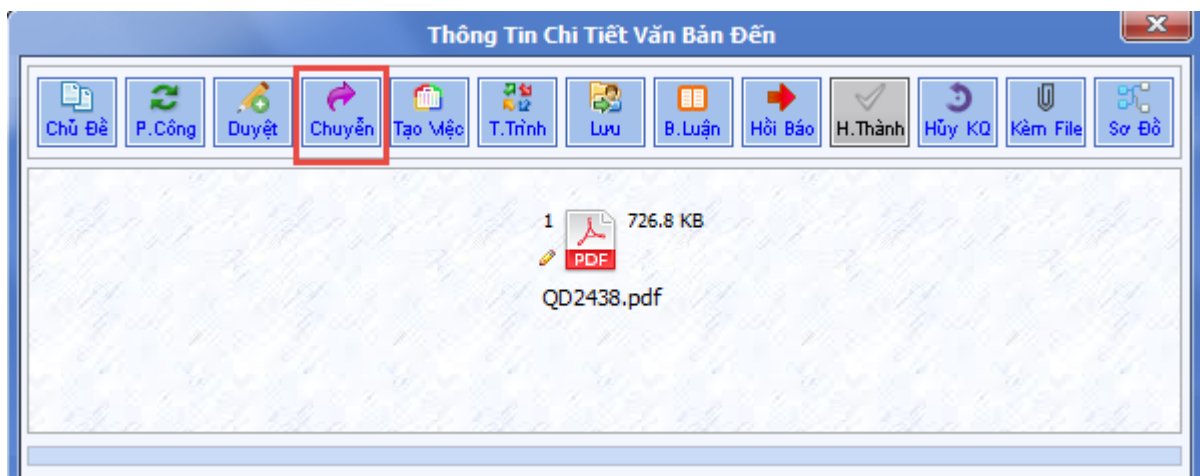 Thông Tin Chi Tiết Văn Bản Đến
Chủ Đề P.Công Duyệt Chuyển Tạo Việc T.Trình Lưu B.Luận Hồi Báo H.Thành Hủy KQ Kèm File Sơ Đồ
1 726.8 KB
PDF
QD2438.pdf